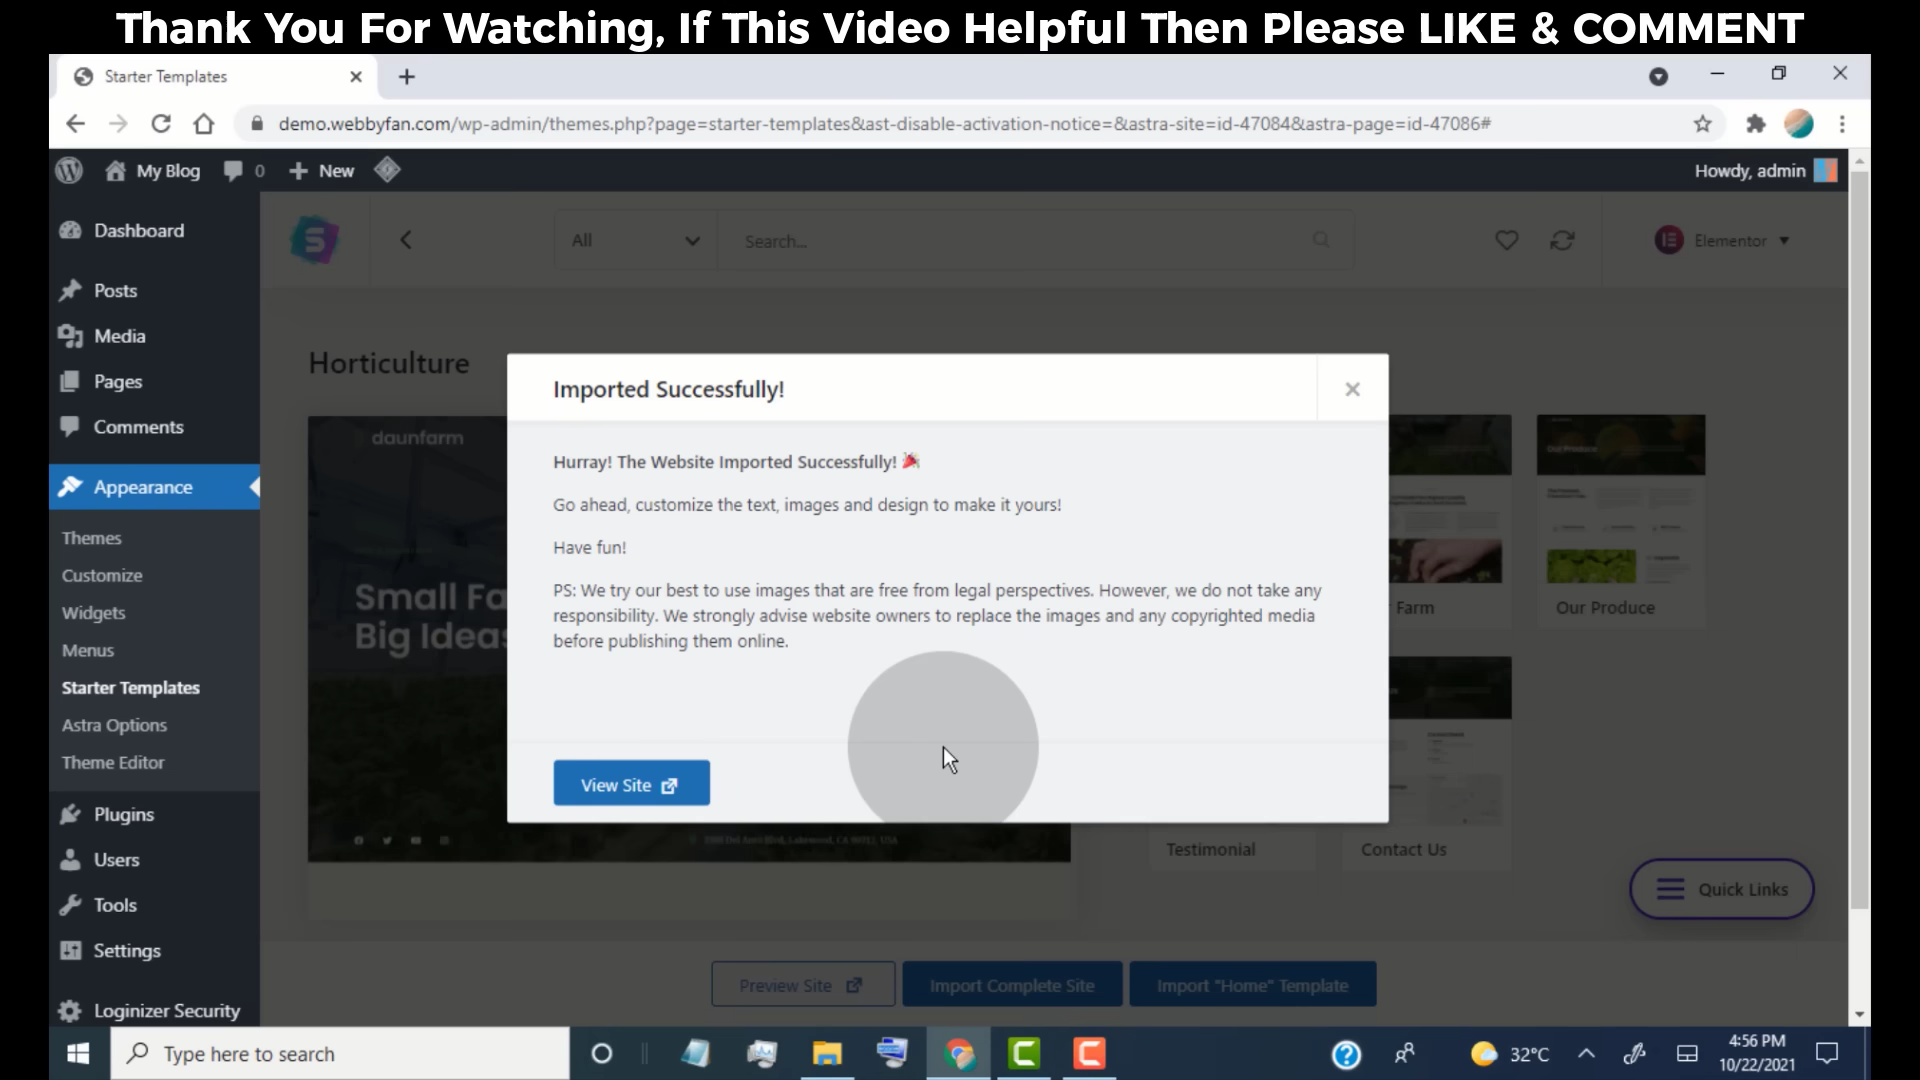 Thank You For Watching, If This Video Helpful Then Please LIKE & COMMENT
Starter Templates
demo.webbyfan.com/wp-admin/themes.php?page=starter-templates&ast-disable-activation-notice=&astra-site=id-47084&astra-page=id-47086#
My Blog 0 New Howdy, admin
Dashboard
Posts
Media
Pages
Comments
Appearance
Themes
Customize
Widgets
Menus
Starter Templates
Astra Options
Theme Editor
Plugins
Users
Tools
Settings
Loginizer Security
All Search... Elementor
Horticulture
daunfarm
Small Fa
Big Ideas
Imported Successfully!
Hurray! The Website Imported Successfully!
Go ahead, customize the text, images and design to make it yours!
Have fun!
PS: We try our best to use images that are free from legal perspectives. However, we do not take any
responsibility. We strongly advise website owners to replace the images and any copyrighted media
before publishing them online.
View Site
Our Produce
Farm
Our Produce
Testimonial
Contact Us
Quick Links
Preview Site Import Complete Site Import "Home" Template
Type here to search
32°C
4:56 PM
10/22/2021